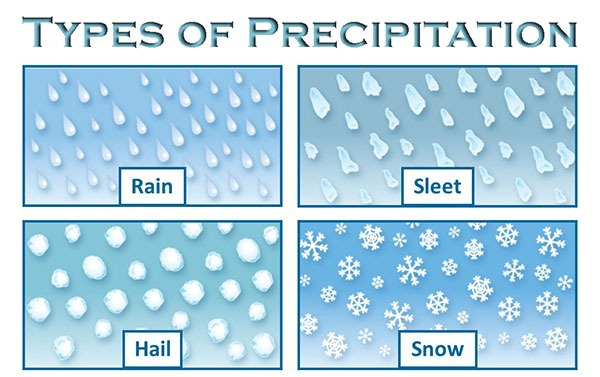 TYPES OF PRECIPITATION
Rain
Sleet
Hail
Snow